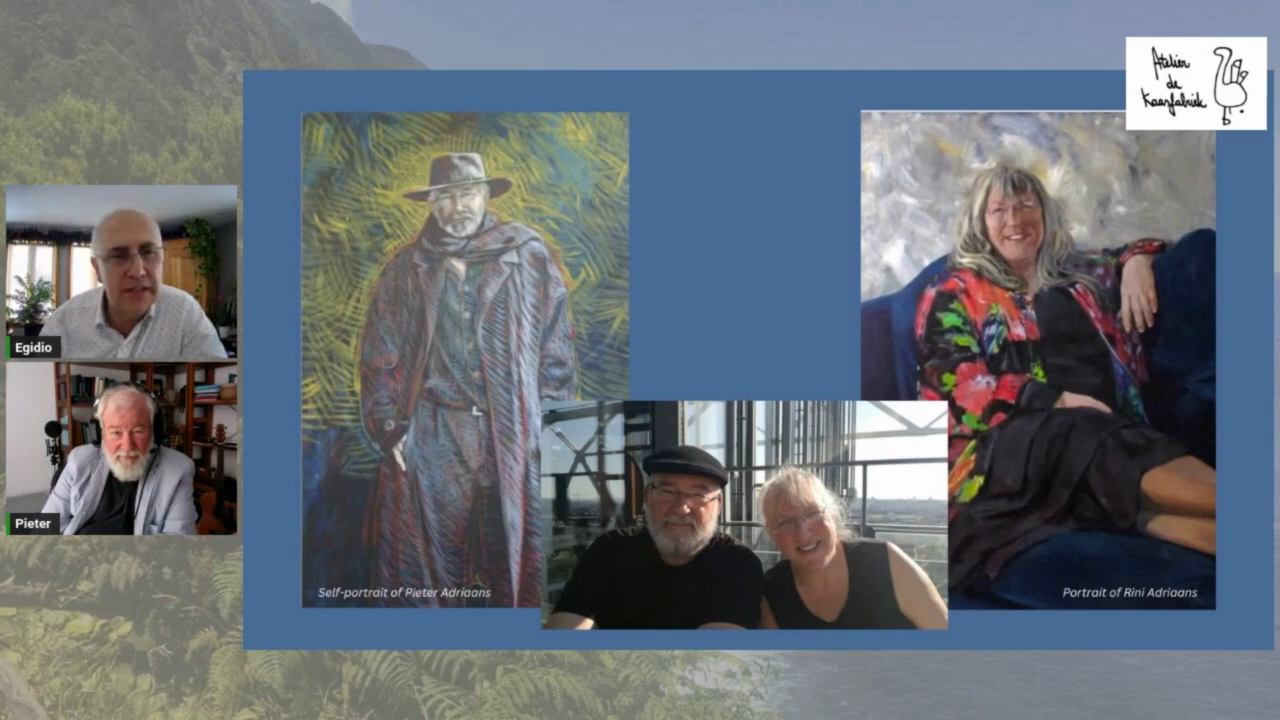 Atelier
de
Kaasfabriek
Egidio
Pieter
Self-portrait of Pieter Adriaans
Portrait of Rini Adriaans